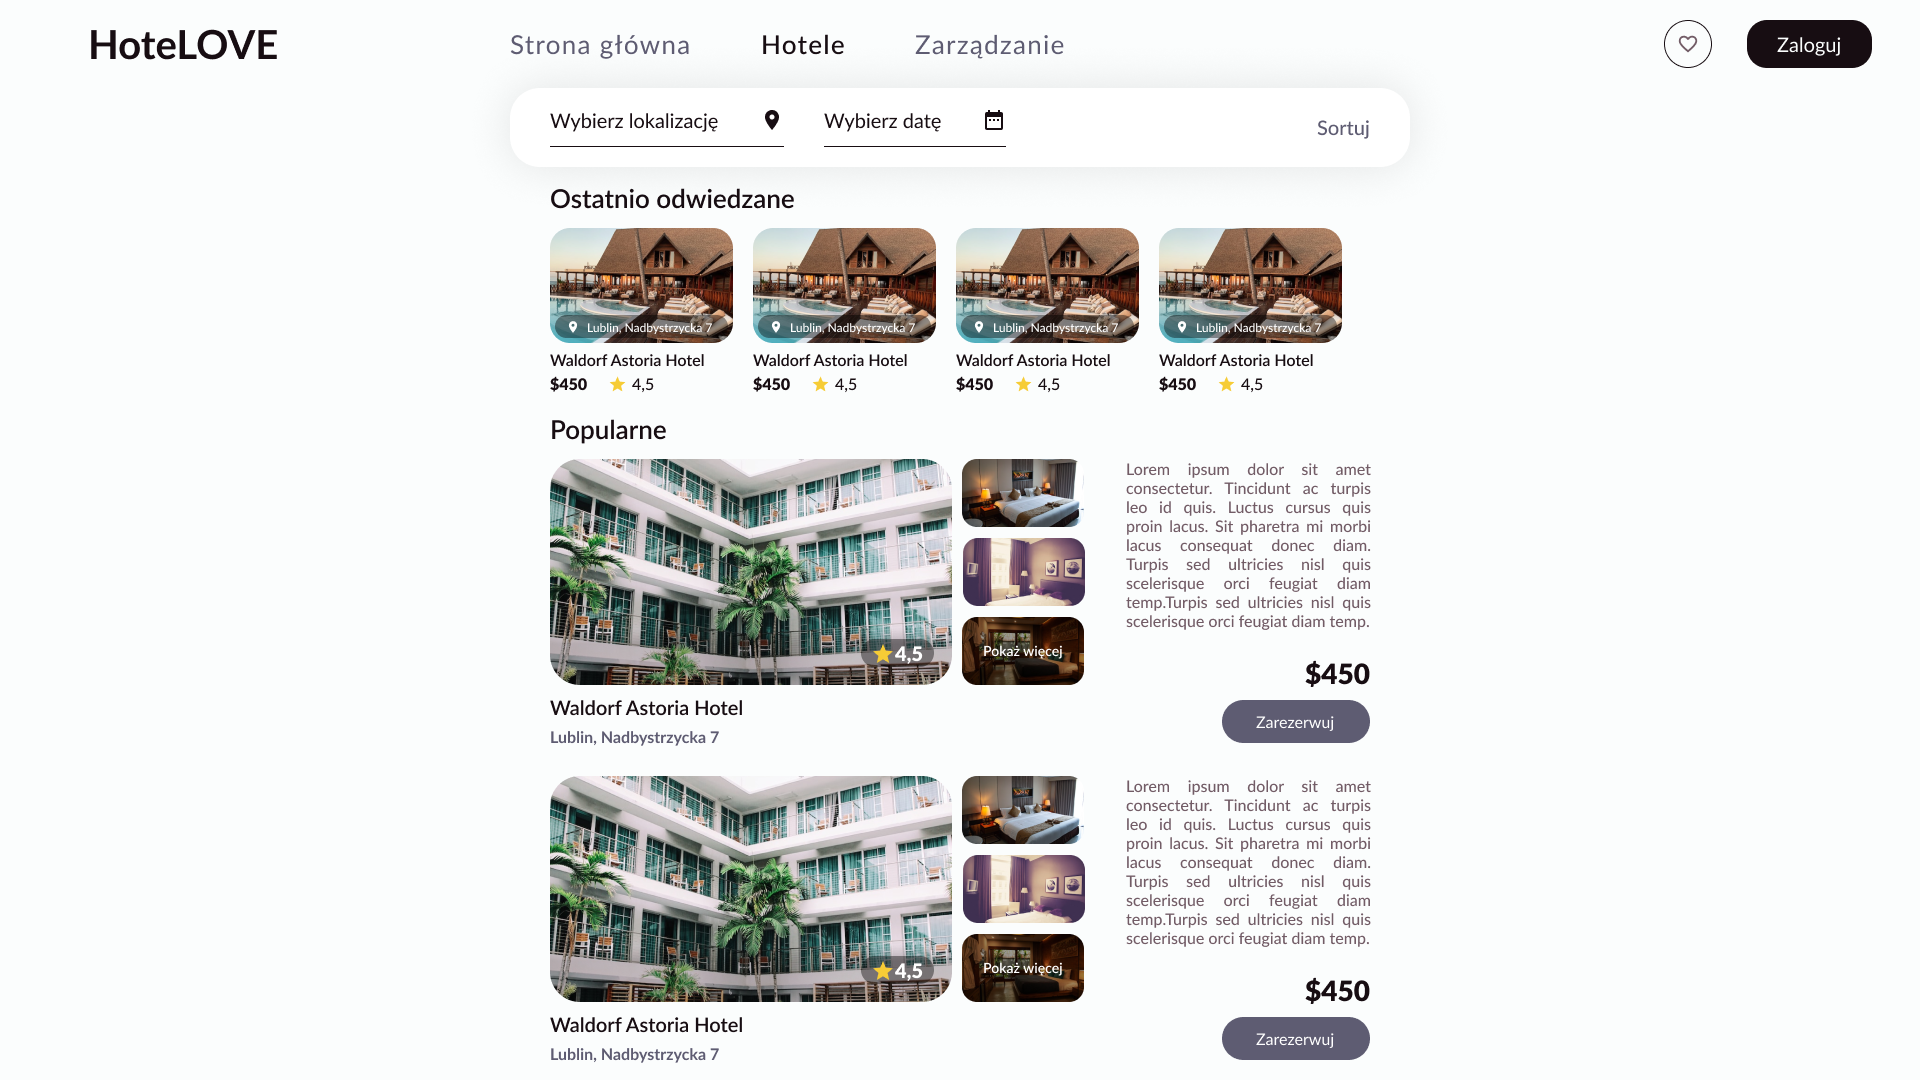 HoteLOVE
Strona główna
Hotele
Zarządzanie
Zaloguj
Wybierz lokalizację
Wybierz datę
Sortuj
Ostatnio odwiedzane
Lublin, Nadbystrzycka 7
Waldorf Astoria Hotel
$450
4,5
Lublin, Nadbystrzycka 7
Waldorf Astoria Hotel
$450
4,5
Lublin, Nadbystrzycka 7
Waldorf Astoria Hotel
$450
4,5
Lublin, Nadbystrzycka 7
Waldorf Astoria Hotel
$450
4,5
Popularne
4,5
Pokaż więcej
Waldorf Astoria Hotel
Lublin, Nadbystrzycka 7
Lorem ipsum dolor sit amet
consectetur. Tincidunt ac turpis
leo id quis. Luctus cursus quis
proin lacus. Sit pharetra mi morbi
lacus consequat donec diam.
Turpis sed ultricies nisl quis
scelerisque orci feugiat diam
temp.Turpis sed ultricies nisl quis
scelerisque orci feugiat diam temp.
$450
Zarezerwuj
4,5
Pokaż więcej
Waldorf Astoria Hotel
Lublin, Nadbystrzycka 7
Lorem ipsum dolor sit amet
consectetur. Tincidunt ac turpis
leo id quis. Luctus cursus quis
proin lacus. Sit pharetra mi morbi
lacus consequat donec diam.
Turpis sed ultricies nisl quis
scelerisque orci feugiat diam
temp.Turpis sed ultricies nisl quis
scelerisque orci feugiat diam temp.
$450
Zarezerwuj